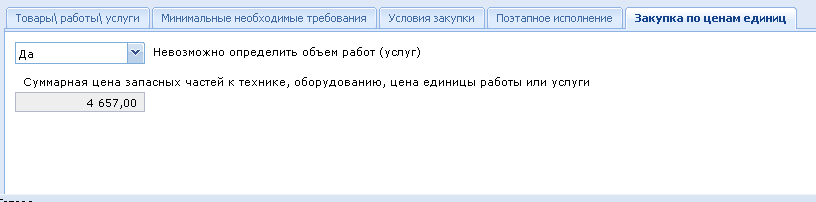 Товары\ работы\ услуги Минимальные необходимые требования Условия закупки Поэтапное исполнение Закупка по ценам единиц
Да Невозможно определить объем работ (услуг)
Суммарная цена запасных частей к технике, оборудованию, цена единицы работы или услуги
4 657,00